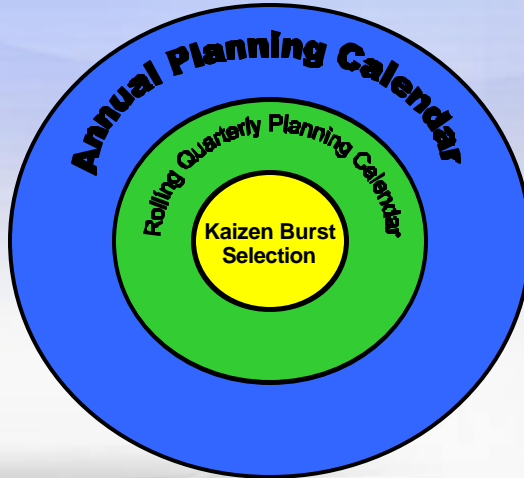 Annual Planning Calendar
Rolling Quarterly Planning Calendar
Kaizen Burst
Selection